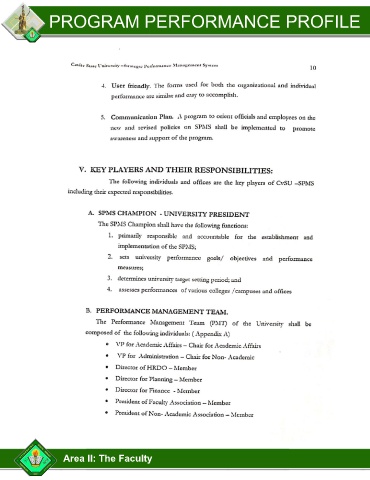 PROGRAM PERFORMANCE PROFILE
Cavite State University –Strategic Performance Management System
10
4. User friendly. The forms used for both the organizational and individual
performance are similar and easy to accomplish.
5. Communication Plan. A program to orient officials and employees on the
new and revised policies on SPMS shall be implemented to promote
awareness and support of the program.
V. KEY PLAYERS AND THEIR RESPONSIBILITIES:
The following individuals and offices are the key players of CvSU –SPMS
including their expected responsibilities.
A. SPMS CHAMPION - UNIVERSITY PRESIDENT
The SPMS Champion shall have the following functions:
1. primarily responsible and accountable for the establishment and
implementation of the SPMS;
2. sets university performance goals/ objectives and performance
measures;
3. determines university target setting period; and
4. assesses performances of various colleges /campuses and offices
B. PERFORMANCE MANAGEMENT TEAM.
The Performance Management Team (PMT) of the University shall be
composed of the following individuals: ( Appendix A)
• VP for Academic Affairs – Chair for Academic Affairs
• VP for Administration – Chair for Non- Academic
• Director of HRDO – Member
• Director for Planning – Member
• Director for Finance - Member
• President of Faculty Association – Member
• President of Non- Academic Association – Member
Area II: The Faculty